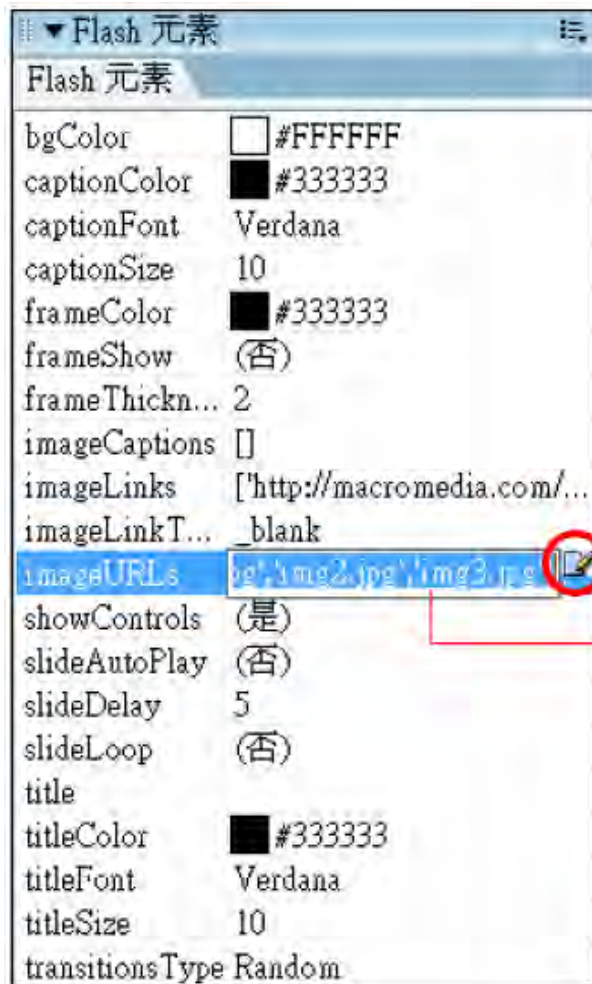 Flash 元素
Flash 元素
bgColor #FFFFFF
captionColor #333333
captionFont Verdana
captionSize 10
frameColor #333333
frameShow (否)
frameThickn... 2
imageCaptions []
imageLinks ['http://macromedia.com/...
imageLinkT... _blank
imageURLs 'img2.jpg','img3.jpg
showControls (是)
slideAutoPlay (否)
slideDelay 5
slideLoop (否)
title
titleColor #333333
titleFont Verdana
titleSize 10
transitionsType Random